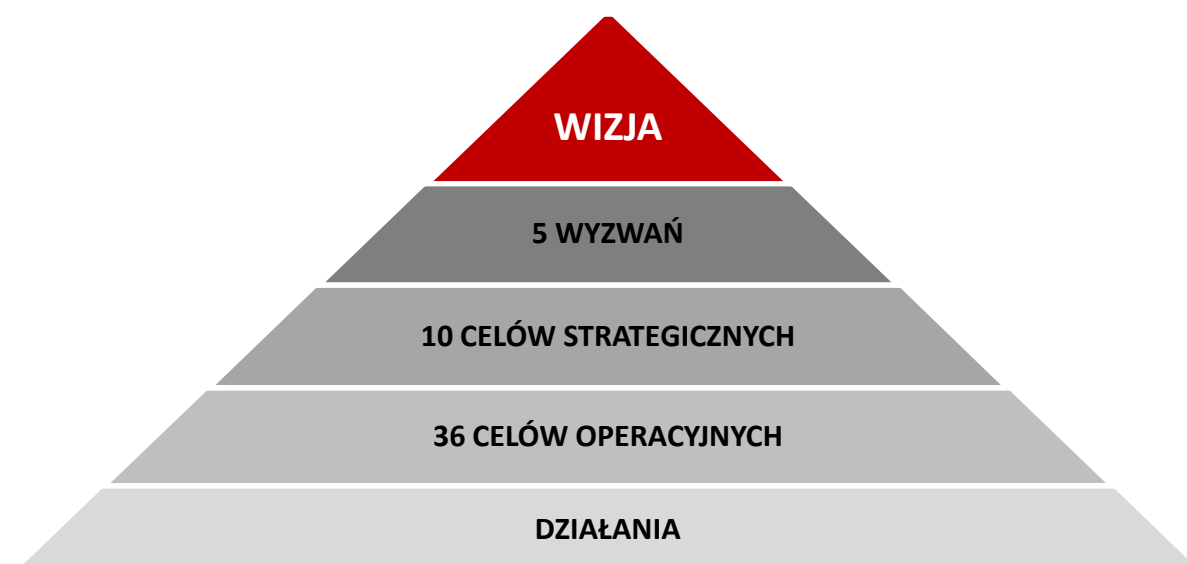 WIZJA
5 WYZWAŃ
10 CELÓW STRATEGICZNYCH
36 CELÓW OPERACYJNYCH
DZIAŁANIA